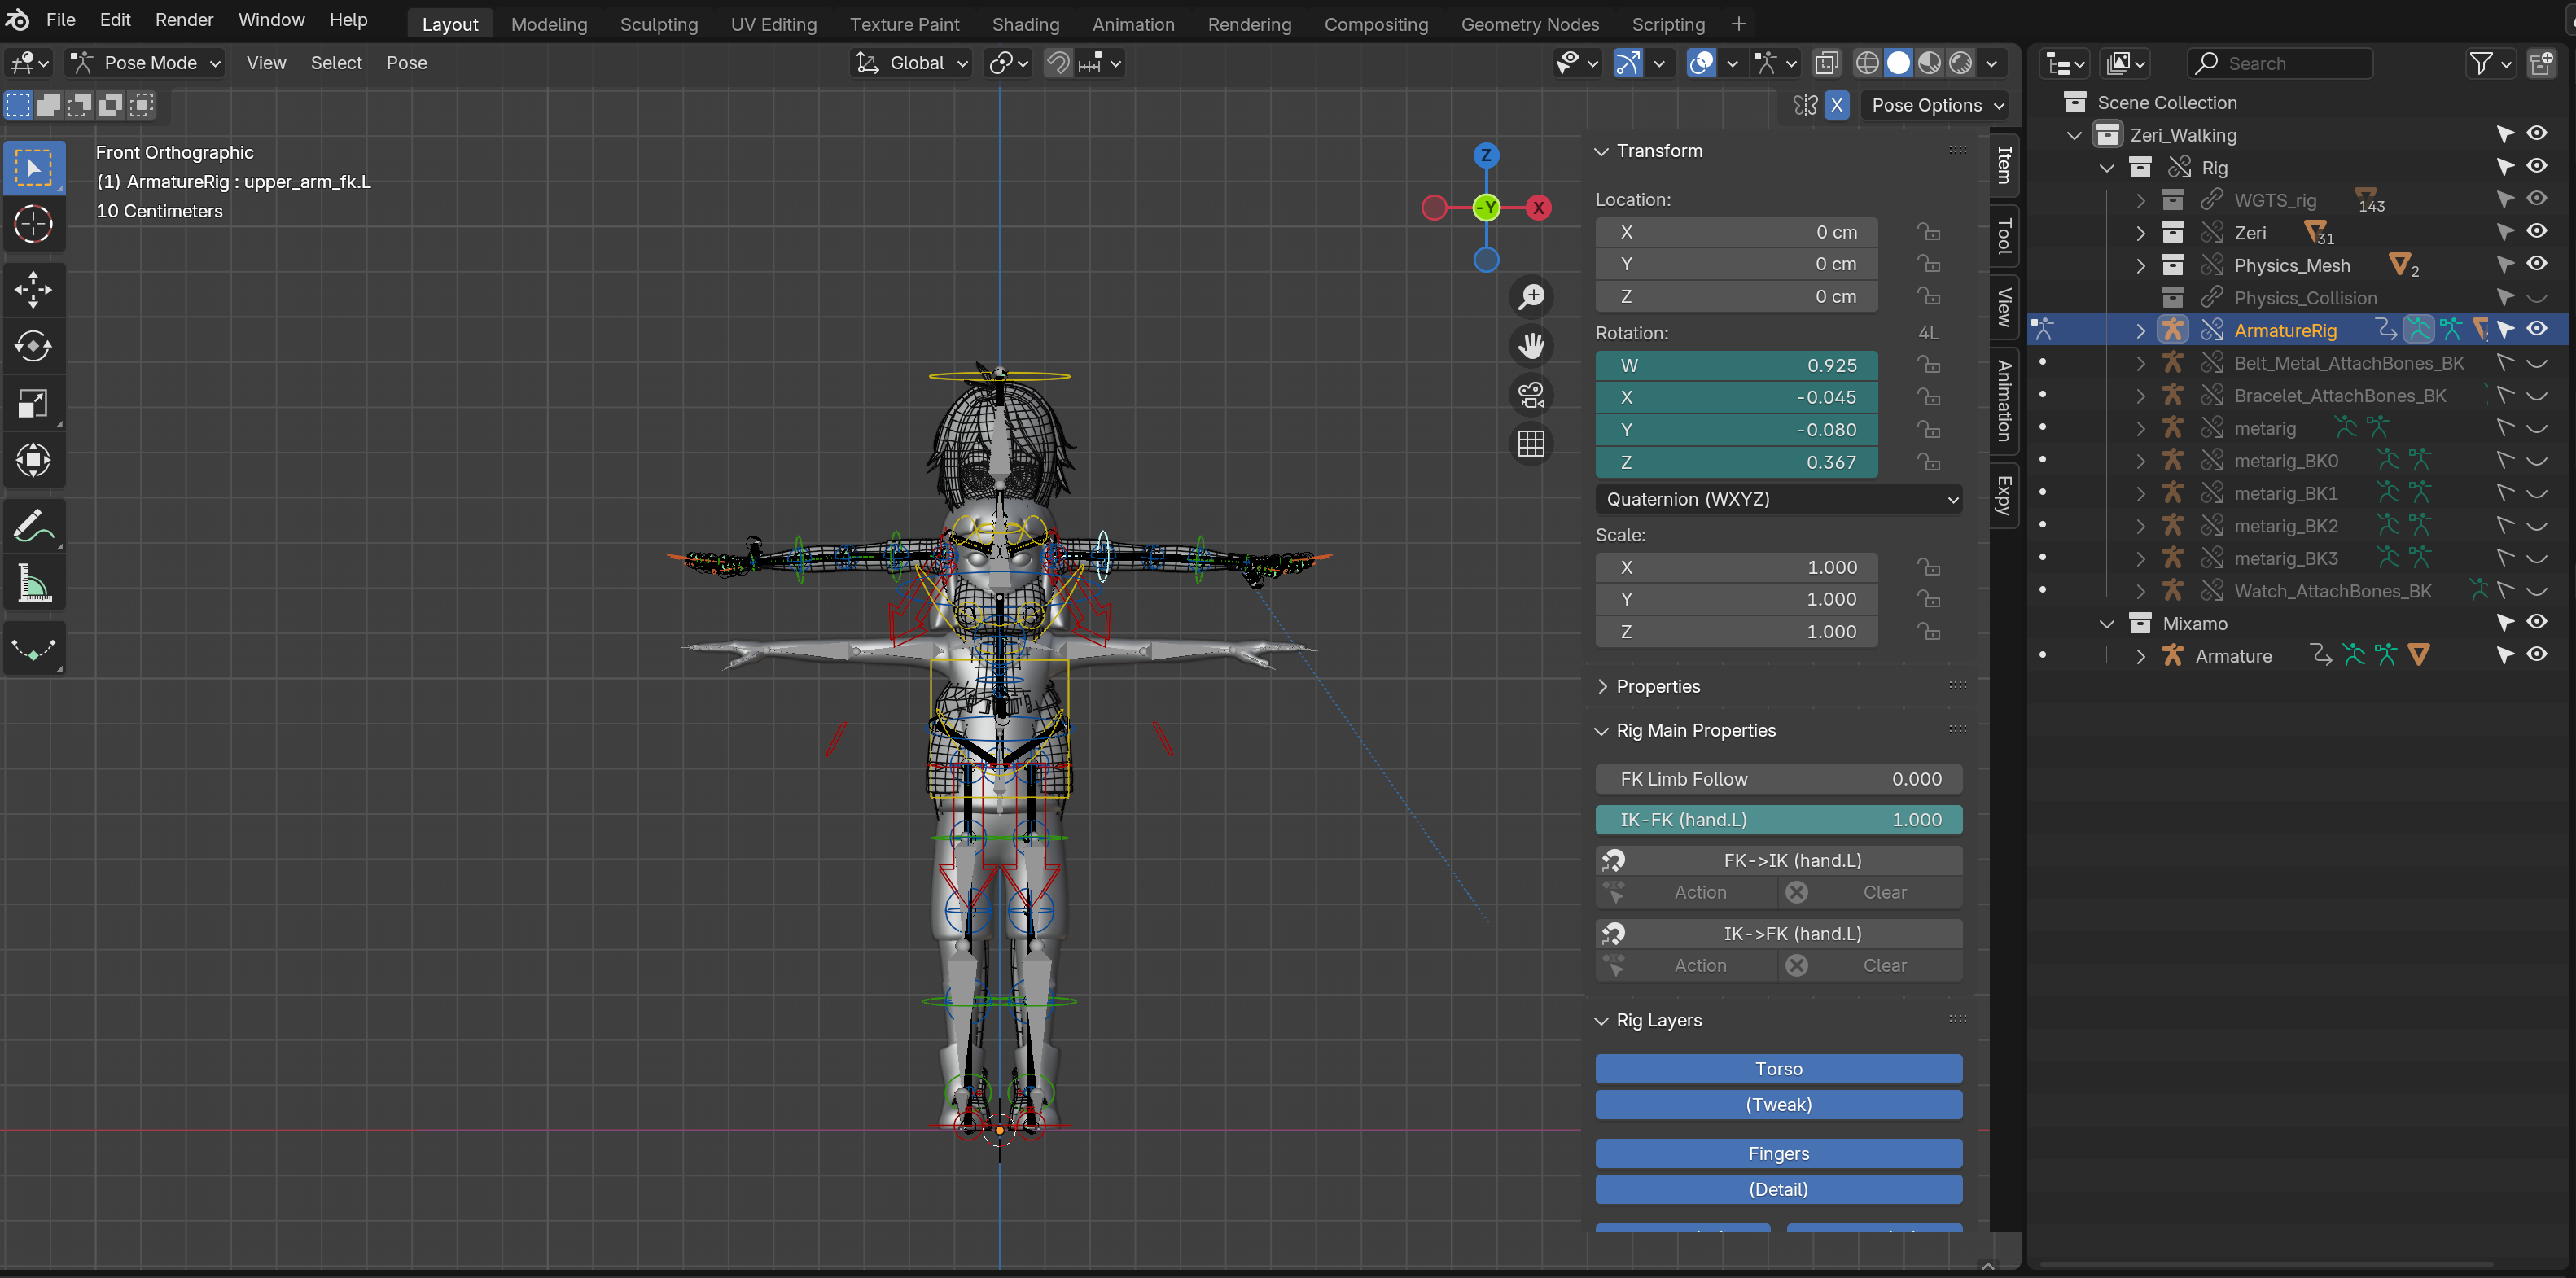 File Edit Render Window Help Layout Modeling Sculpting UV Editing Texture Paint Shading Animation Rendering Compositing Geometry Nodes Scripting +
Pose Mode View Select Pose Global Search
X Pose Options
Front Orthographic
(1) ArmatureRig : upper_arm_fk.L
10 Centimeters
Z
-Y X
Transform
Location:
X 0 cm
Y 0 cm
Z 0 cm
Rotation: 4L
W 0.925
X -0.045
Y -0.080
Z 0.367
Quaternion (WXYZ)
Scale:
X 1.000
Y 1.000
Z 1.000
Properties
Rig Main Properties
FK Limb Follow 0.000
IK-FK (hand.L) 1.000
FK->IK (hand.L)
Action Clear
IK->FK (hand.L)
Action Clear
Rig Layers
Torso
(Tweak)
Fingers
(Detail)
Item
Tool
View
Animation
Expy
Scene Collection
Zeri_Walking
Rig
WGTS_rig 143
Zeri 31
Physics_Mesh 2
Physics_Collision
ArmatureRig
Belt_Metal_AttachBones_BK
Bracelet_AttachBones_BK
metarig
metarig_BK0
metarig_BK1
metarig_BK2
metarig_BK3
Watch_AttachBones_BK
Mixamo
Armature